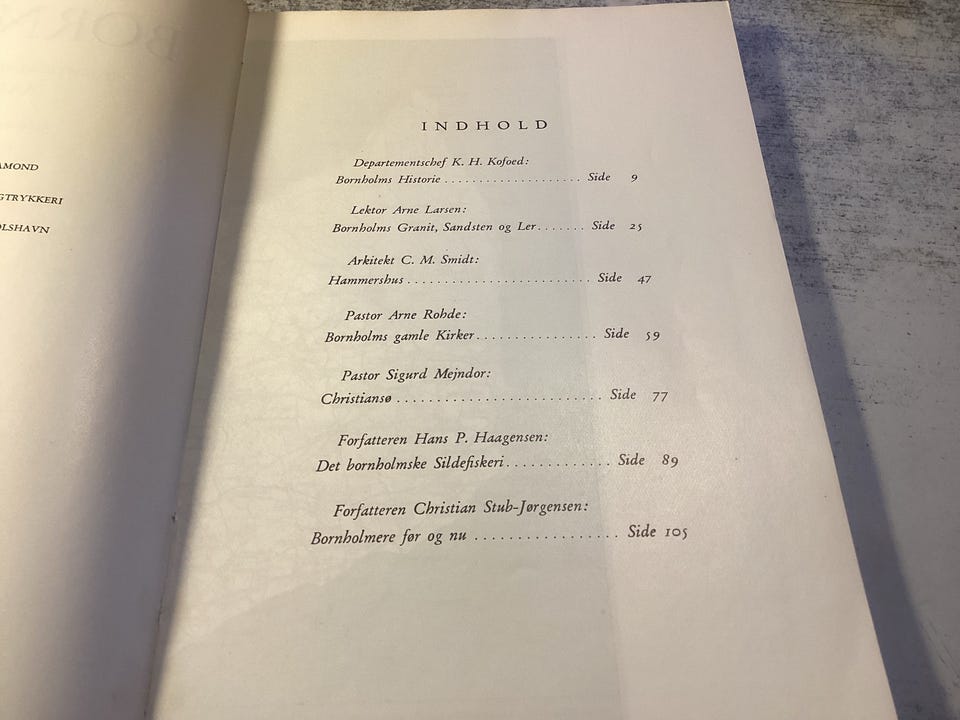 AMOND
GTRYKKERI
OLSHAVN
INDHOLD
Departementschef K. H. Kofoed:
Bornholms Historie .................... Side 9
Lektor Arne Larsen:
Bornholms Granit, Sandsten og Ler....... Side 25
Arkitekt C. M. Smidt:
Hammershus ........................... Side 47
Pastor Arne Rohde:
Bornholms gamle Kirker................ Side 59
Pastor Sigurd Mejndor:
Christiansø .......................... Side 77
Forfatteren Hans P. Haagensen:
Det bornholmske Sildefiskeri............. Side 89
Forfatteren Christian Stub-Jørgensen:
Bornholmere før og nu .................. Side 105